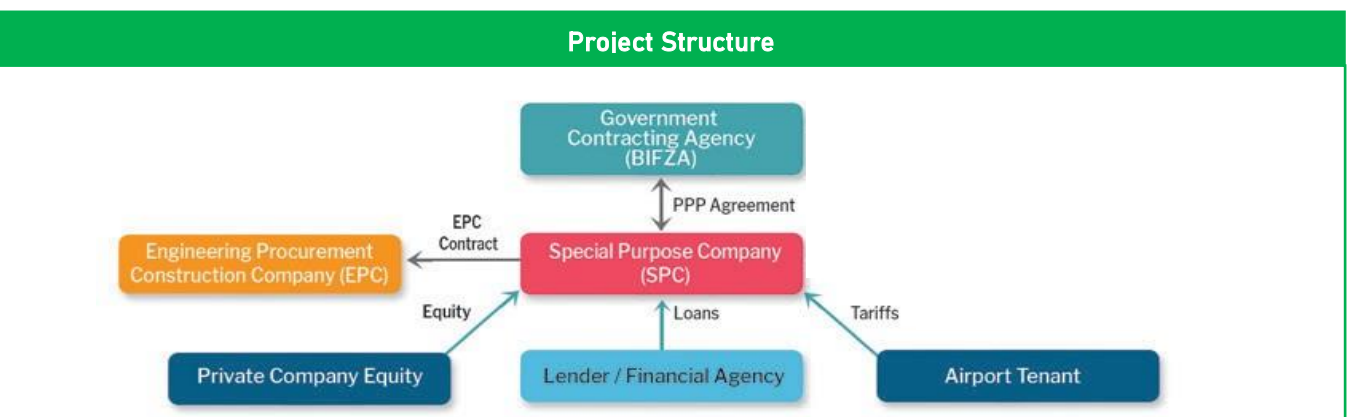 Project Structure
Government
Contracting Agency
(BIFZA)
PPP Agreement
EPC
Contract
Engineering Procurement
Construction Company (EPC)
Special Purpose Company
(SPC)
Equity
Loans
Tariffs
Private Company Equity
Lender / Financial Agency
Airport Tenant